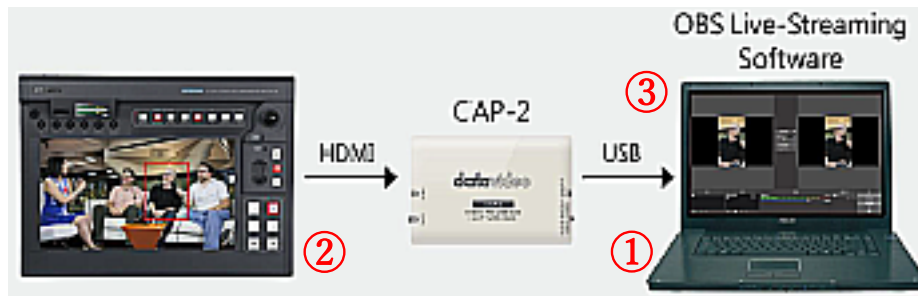 OBS Live-Streaming
Software
③
CAP-2
HDMI
USB
datavideo
②
①